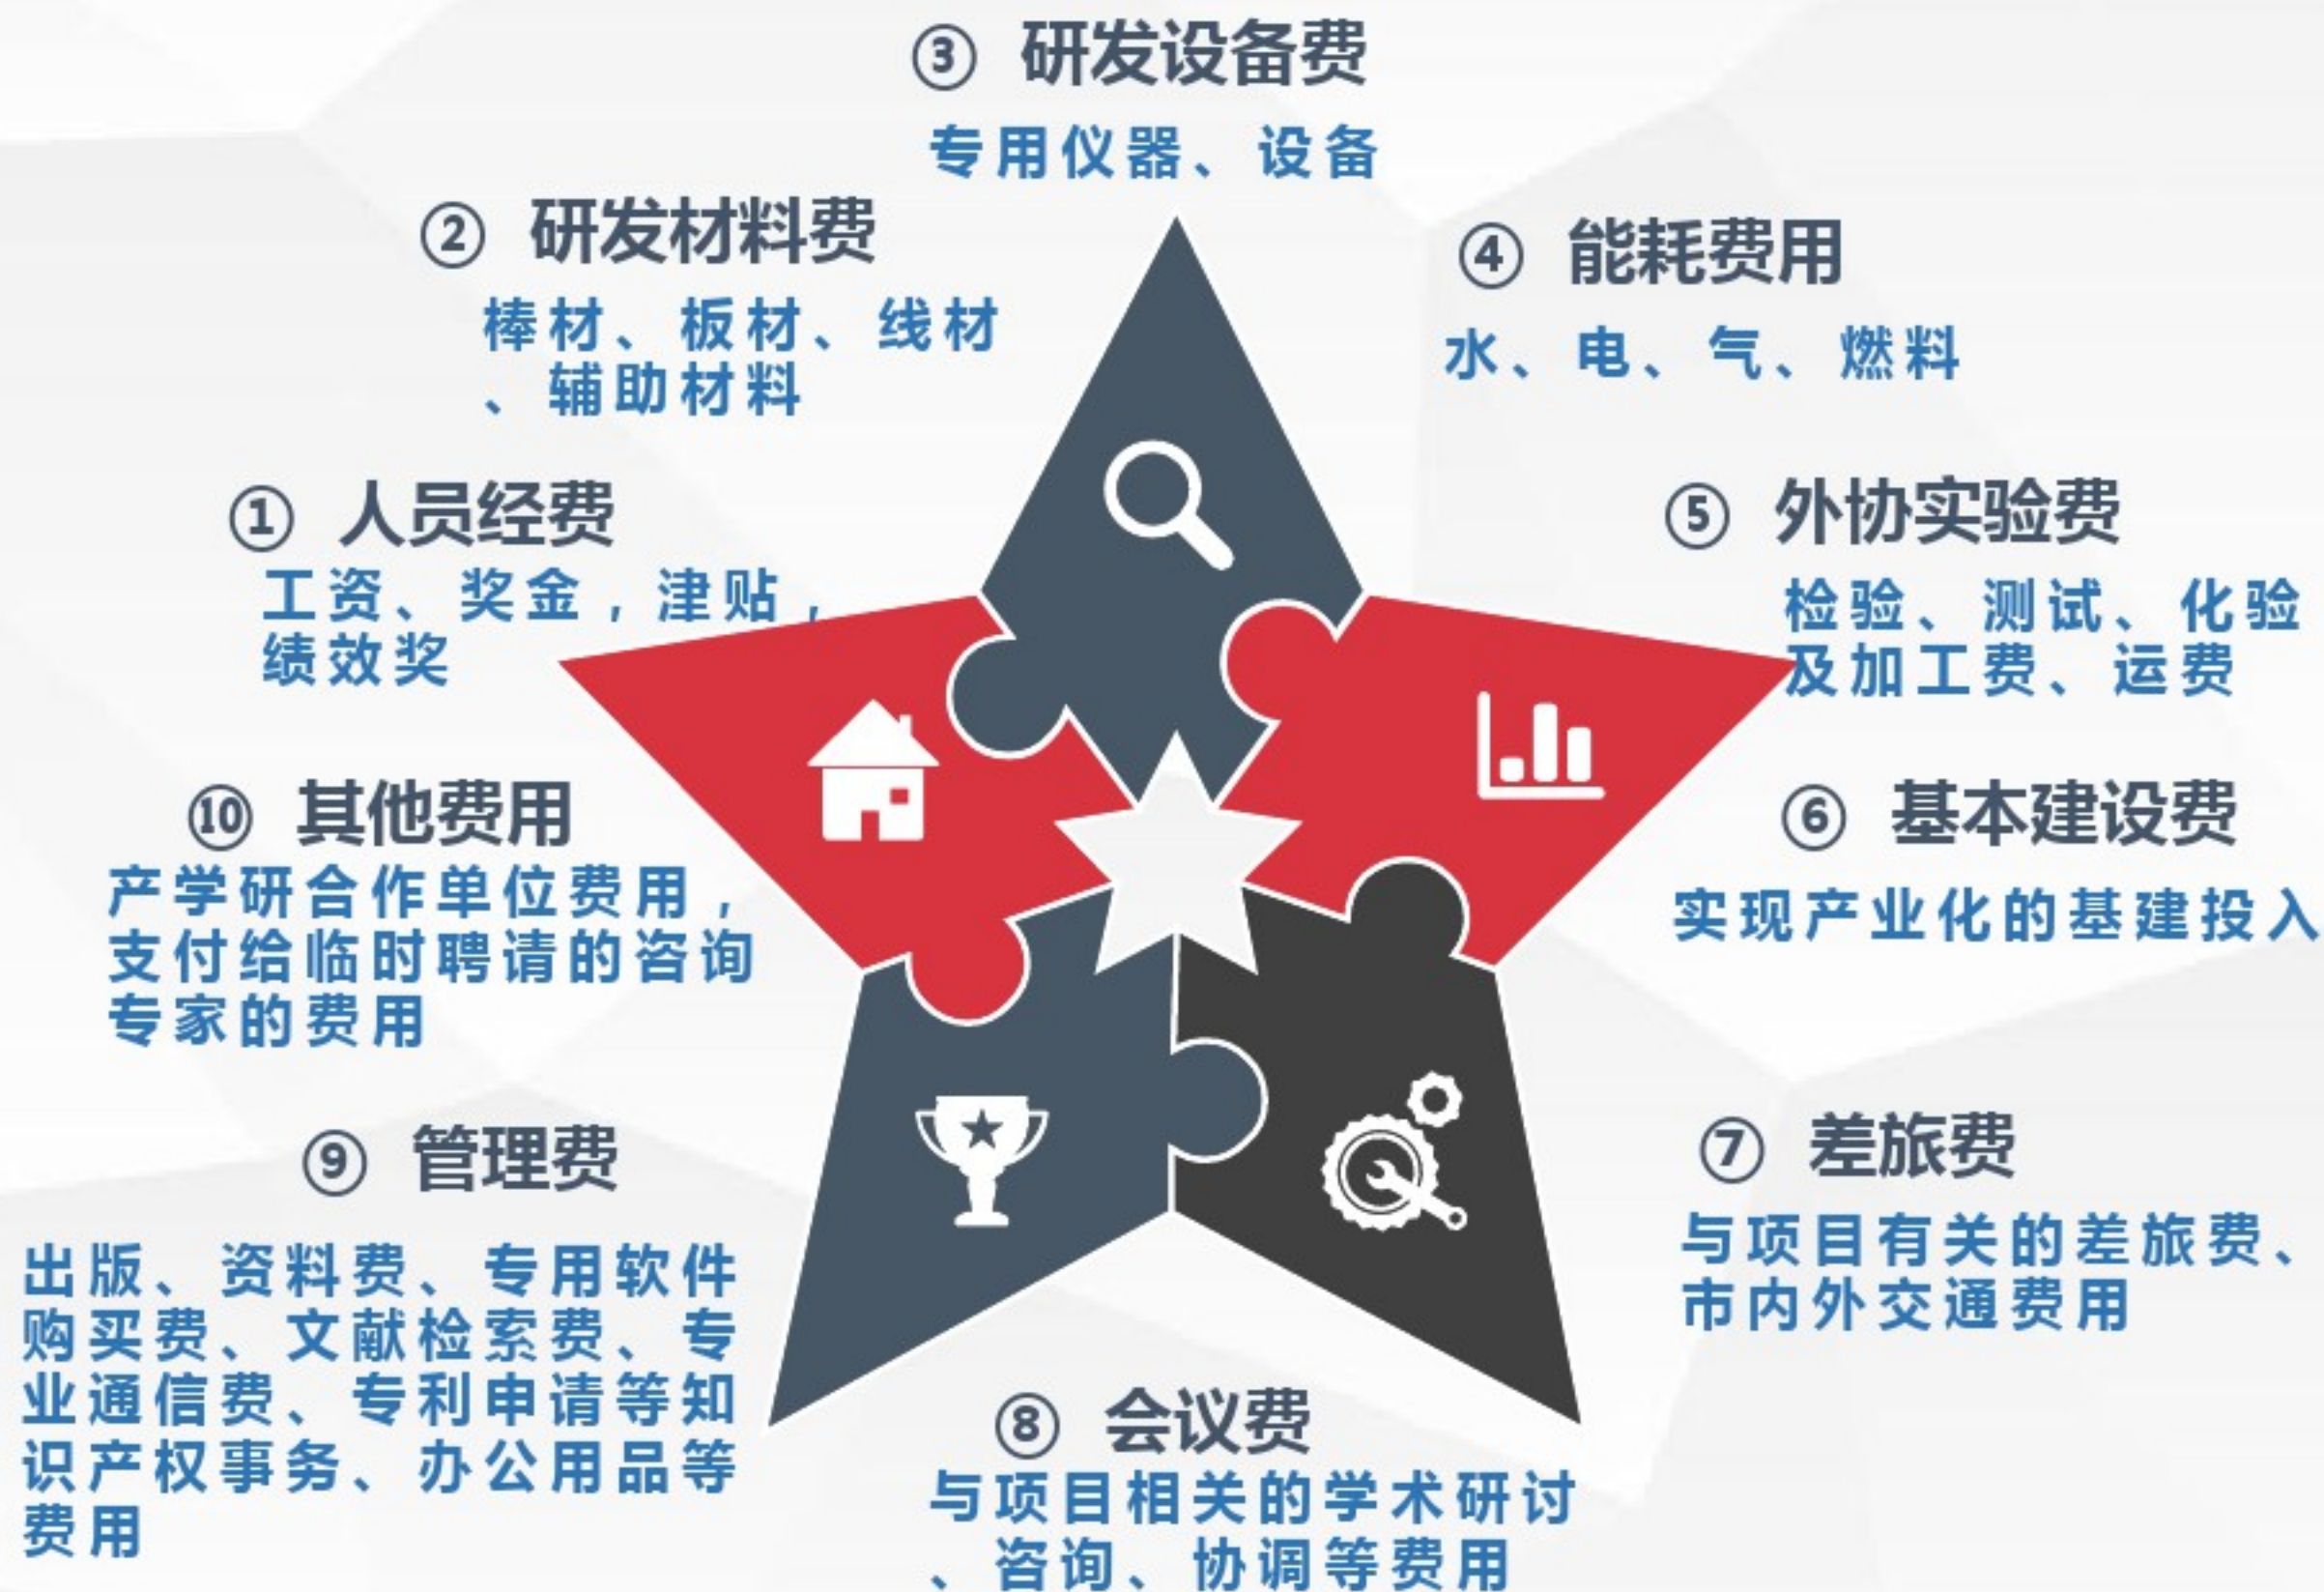 ① 人员经费
工资、奖金，津贴，
绩效奖
② 研发材料费
棒材、板材、线材
、辅助材料
③ 研发设备费
专用仪器、设备
④ 能耗费用
水、电、气、燃料
⑤ 外协实验费
检验、测试、化验
及加工费、运费
⑥ 基本建设费
实现产业化的基建投入
⑦ 差旅费
与项目有关的差旅费、
市内外交通费用
⑧ 会议费
与项目相关的学术研讨
、咨询、协调等费用
⑨ 管理费
出版、资料费、专用软件
购买费、文献检索费、专
业通信费、专利申请等知
识产权事务、办公用品等
费用
⑩ 其他费用
产学研合作单位费用，
支付给临时聘请的咨询
专家的费用